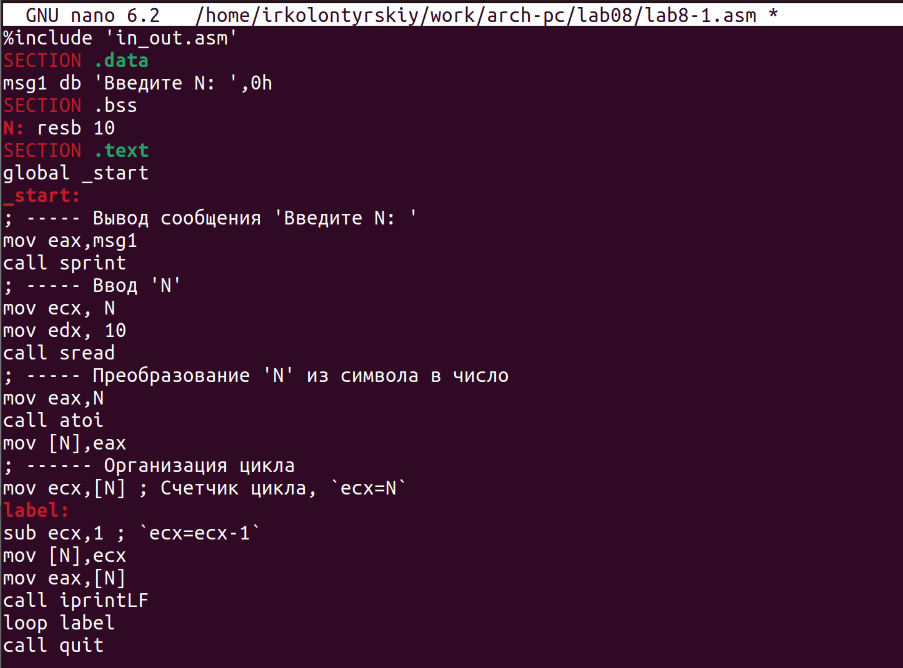 GNU nano 6.2 /home/irkolontyrskiy/work/arch-pc/lab08/lab8-1.asm *
%include 'in_out.asm'
SECTION .data
msg1 db 'Введите N: ',0h
SECTION .bss
N: resb 10
SECTION .text
global _start
_start:
; ----- Вывод сообщения 'Введите N: '
mov eax,msg1
call sprint
; ----- Ввод 'N'
mov ecx, N
mov edx, 10
call sread
; ----- Преобразование 'N' из символа в число
mov eax,N
call atoi
mov [N],eax
; ------ Организация цикла
mov ecx,[N] ; Счетчик цикла, `ecx=N`
label:
sub ecx,1 ; `ecx=ecx-1`
mov [N],ecx
mov eax,[N]
call iprintLF
loop label
call quit